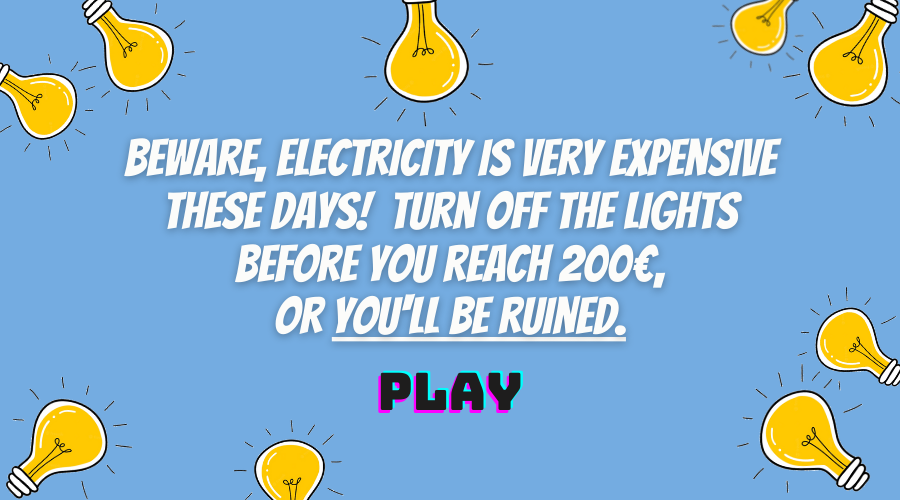 BEWARE, ELECTRICITY IS VERY EXPENSIVE
THESE DAYS! TURN OFF THE LIGHTS
BEFORE YOU REACH 200€,
OR YOU'LL BE RUINED.
PLAY